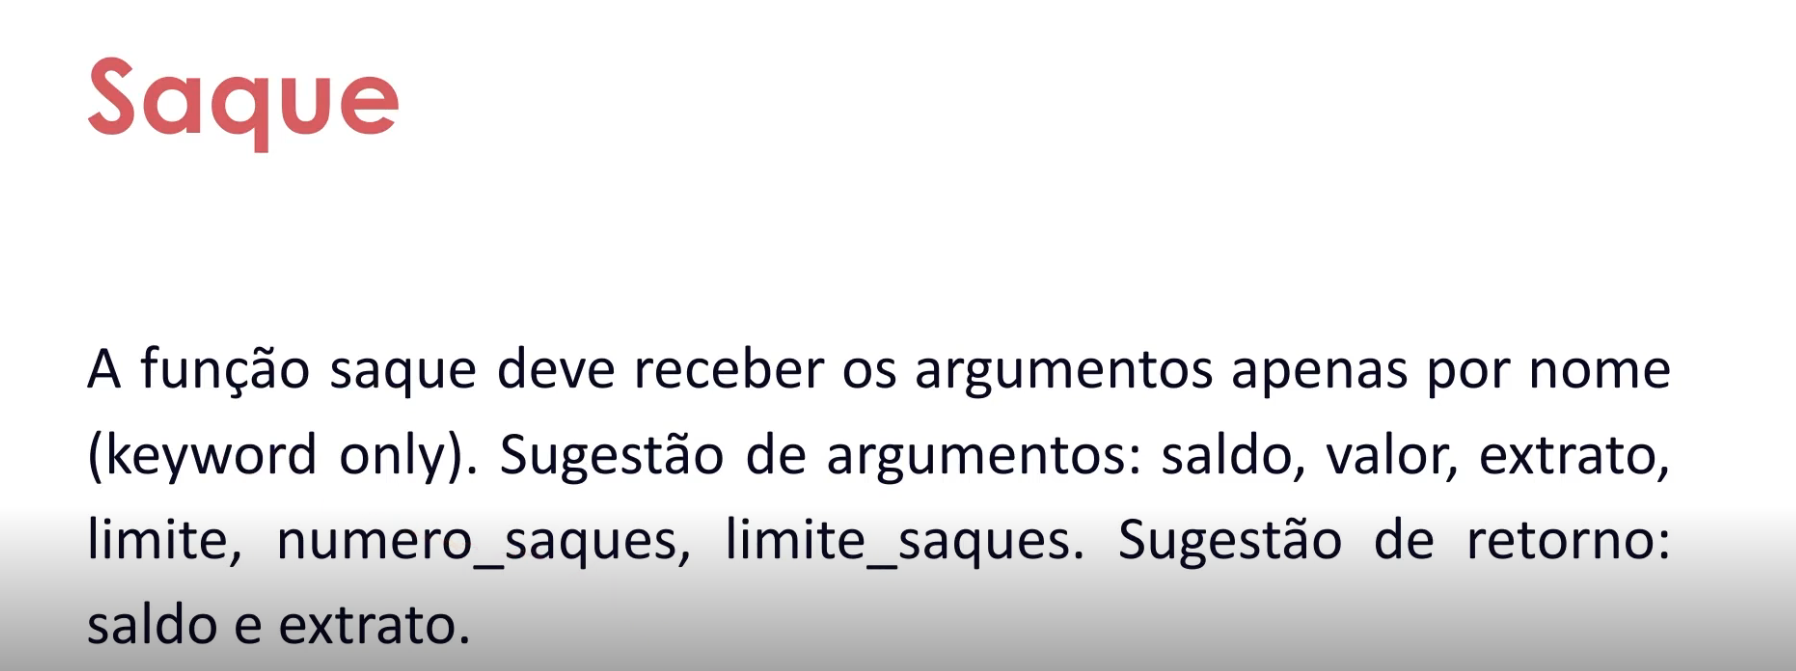 Saque
A função saque deve receber os argumentos apenas por nome
(keyword only). Sugestão de argumentos: saldo, valor, extrato,
limite, numero_saques, limite_saques. Sugestão de retorno:
saldo e extrato.